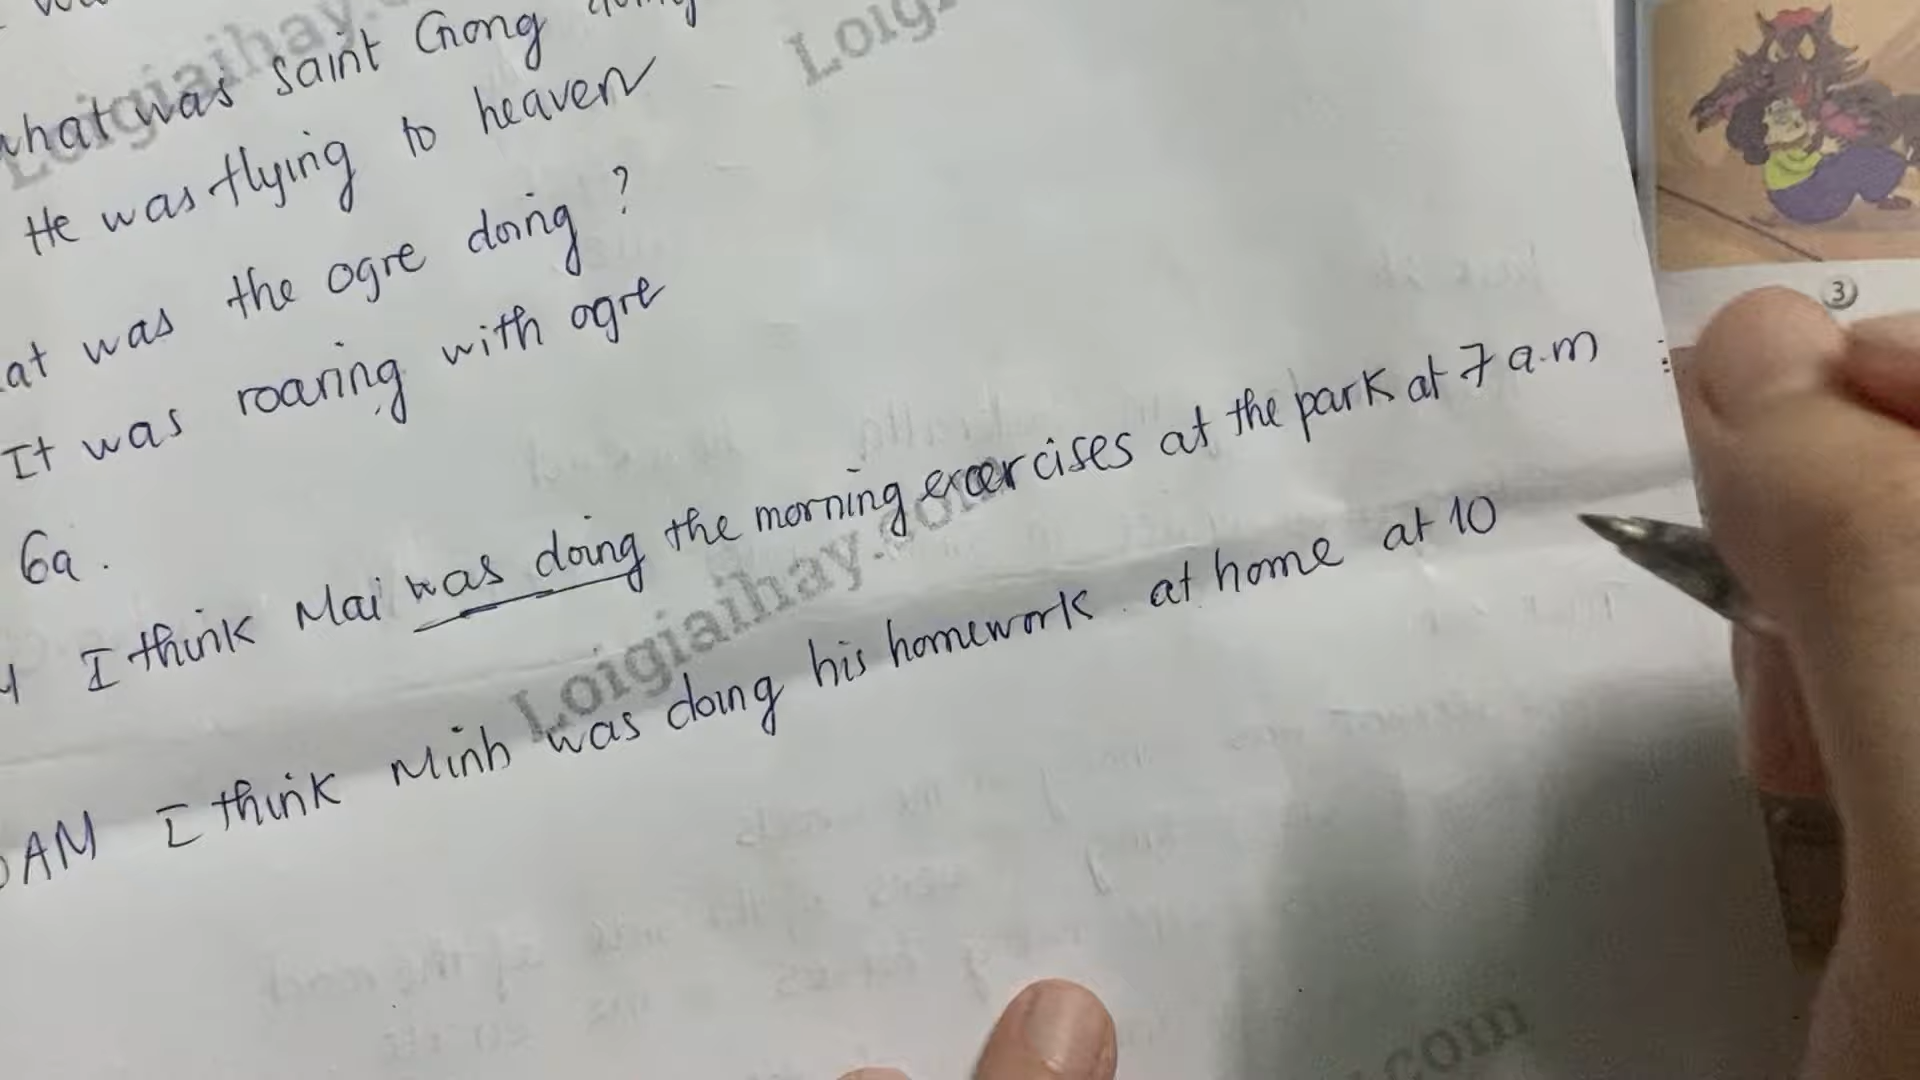 what was saint Giong
He was flying to heaven
at was the ogre doing ?
It was roaring with ogre
6a.
I think Mai was doing the morning exercises at the park at 7 a.m
AM I think Minh was doing his homework at home at 10
3
Loigiaihay.com